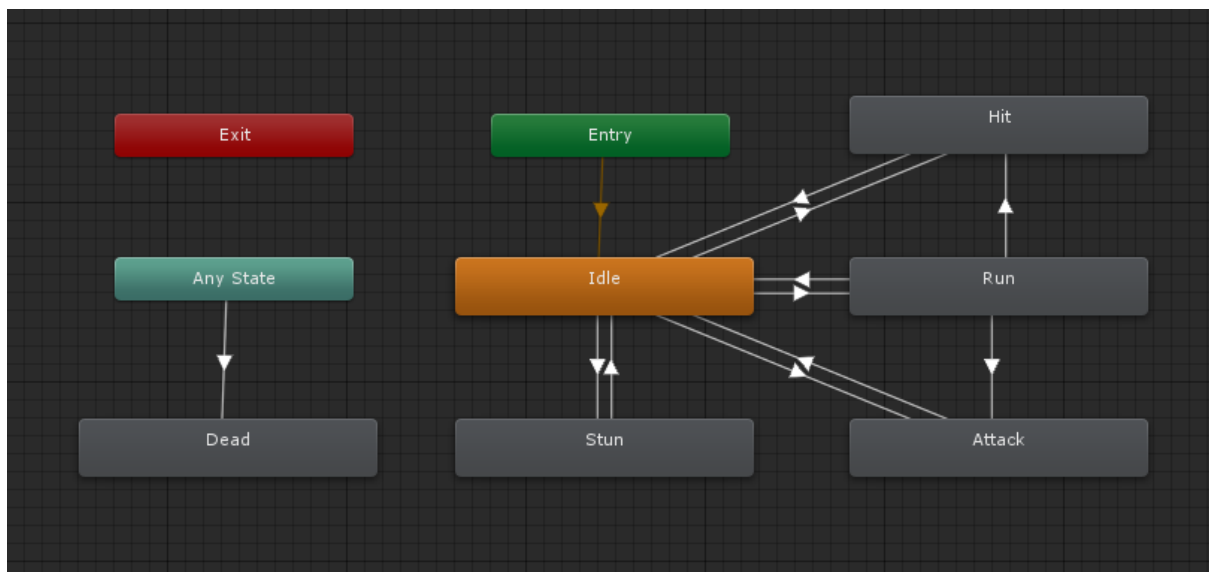 Exit
Entry
Hit
Any State
Idle
Run
Dead
Stun
Attack